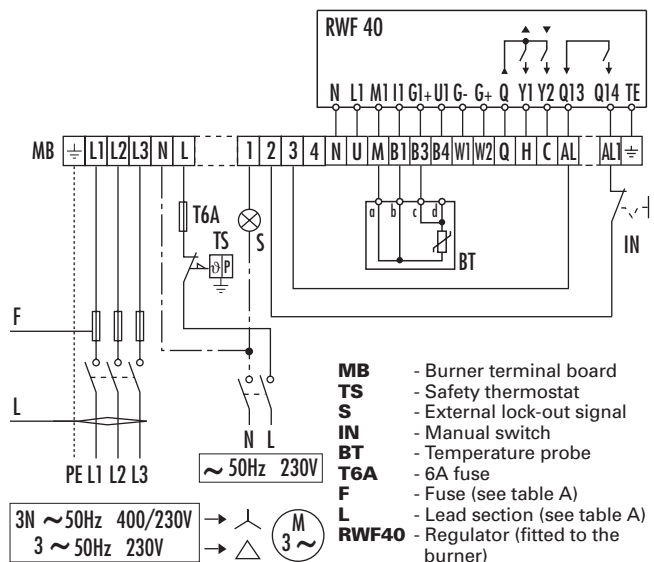 RWF 40
N L1 M1 I1 G1+ U1 G- G+ Q Y1 Y2 Q13 Q14 TE
MB L1 L2 L3 N L 1 2 3 4 N U M B1 B3 B4 W1 W2 Q H C AL AL1
a b c d
T6A
TS
S
BT
IN
ϑ P
F
L
PE L1 L2 L3
N L
~ 50Hz 230V
3N ~ 50Hz 400/230V
3 ~ 50Hz 230V
M
3 ~
MB - Burner terminal board
TS - Safety thermostat
S - External lock-out signal
IN - Manual switch
BT - Temperature probe
T6A - 6A fuse
F - Fuse (see table A)
L - Lead section (see table A)
RWF40 - Regulator (fitted to the
burner)